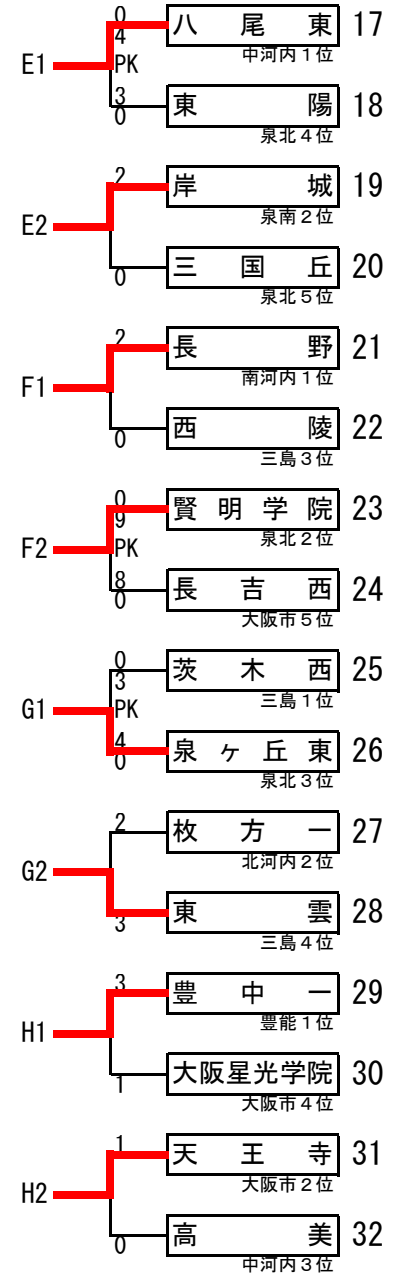 0
4
八尾東 17
中河内1位
E1
PK
3
0
東陽 18
泉北4位
2
岸城 19
泉南2位
E2
0
三国丘 20
泉北5位
2
長野 21
南河内1位
F1
0
西陵 22
三島3位
0
9
賢明学院 23
泉北2位
F2
PK
8
0
長吉西 24
大阪市5位
0
3
茨木西 25
三島1位
G1
PK
4
0
泉ヶ丘東 26
泉北3位
2
枚方一 27
北河内2位
G2
3
東雲 28
三島4位
3
豊中一 29
豊能1位
H1
1
大阪星光学院 30
大阪市4位
1
天王寺 31
大阪市2位
H2
0
高美 32
中河内3位